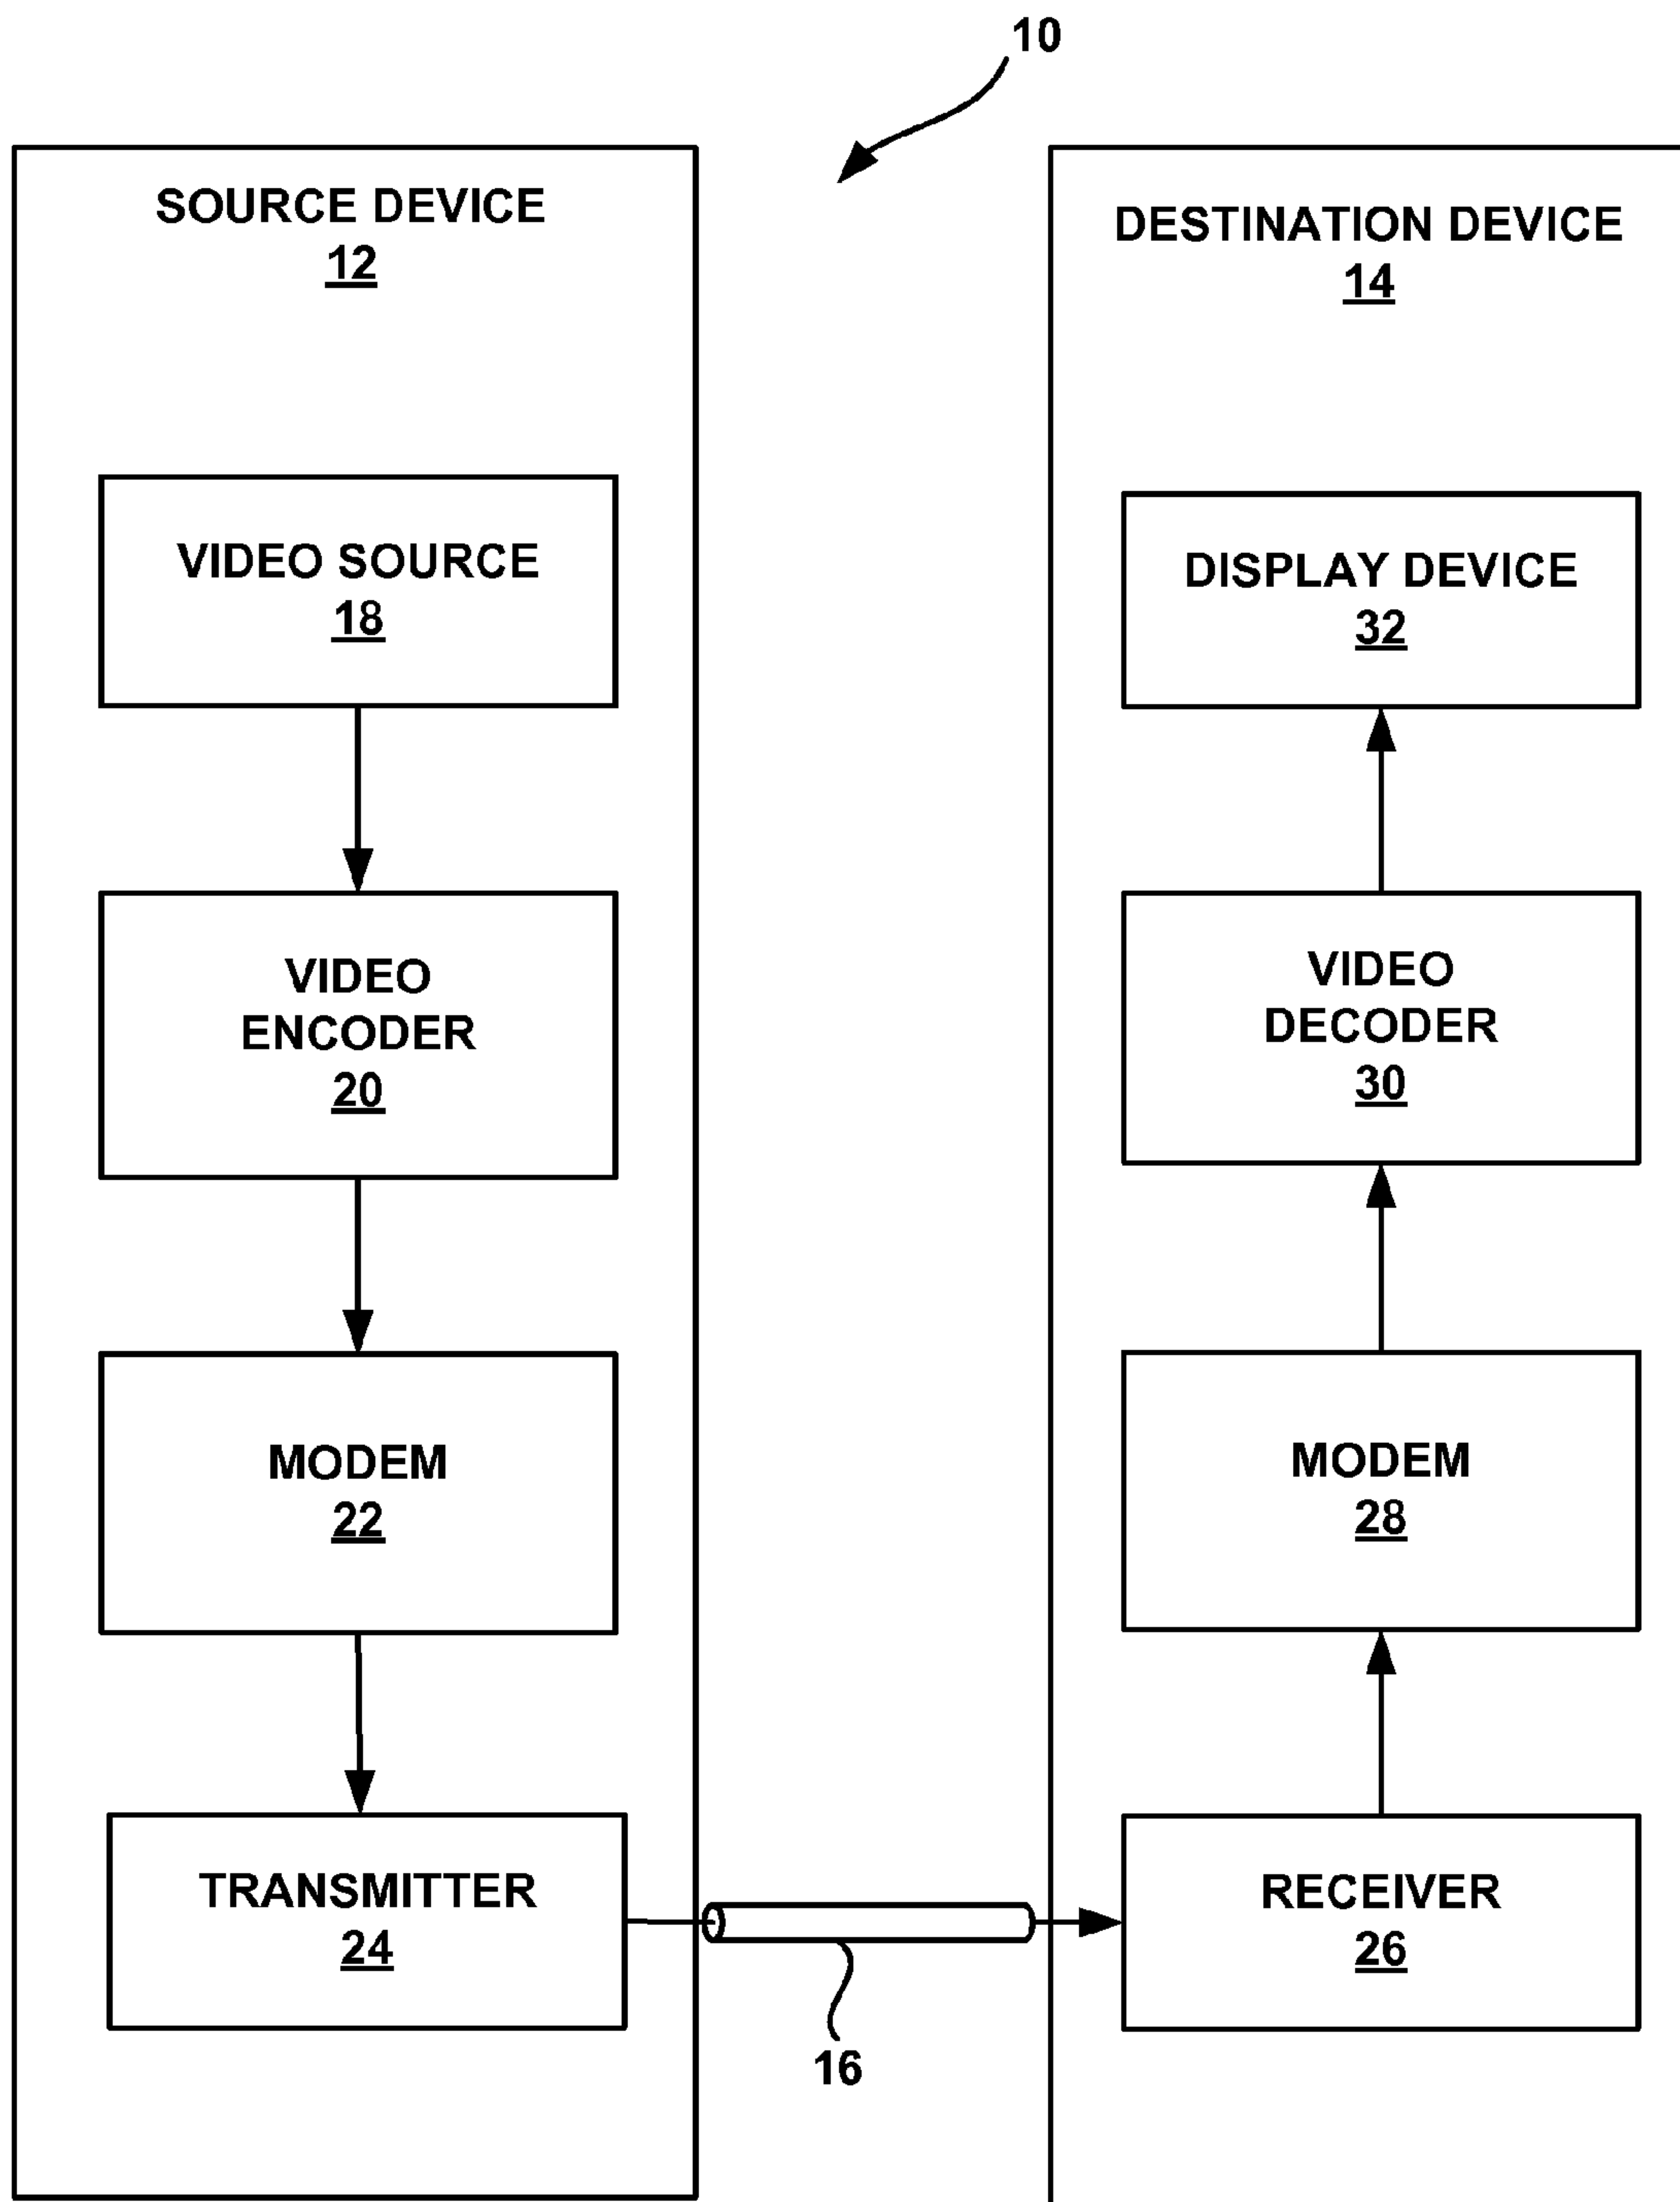 10
SOURCE DEVICE
12
VIDEO SOURCE
18
VIDEO
ENCODER
20
MODEM
22
TRANSMITTER
24
16
DESTINATION DEVICE
14
DISPLAY DEVICE
32
VIDEO
DECODER
30
MODEM
28
RECEIVER
26